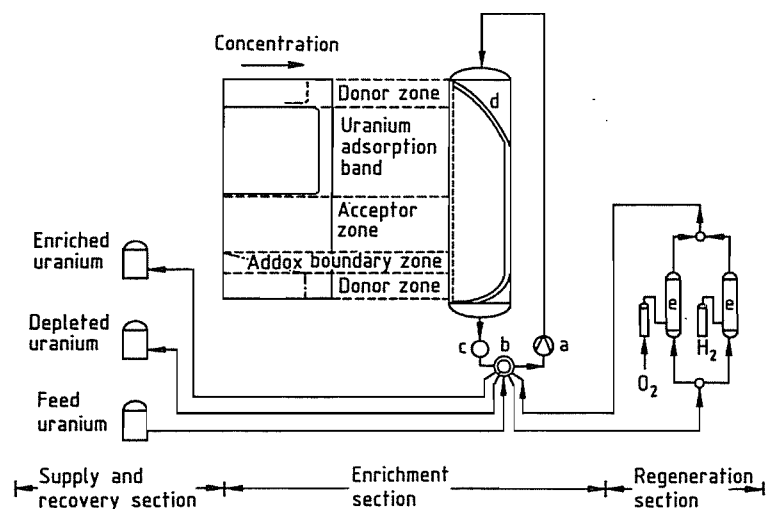 Concentration
Donor zone
d
Uranium
adsorption
band
Acceptor
zone
Addox boundary zone
Donor zone
Enriched
uranium
Depleted
uranium
Feed
uranium
c
b
a
e
e
O₂
H₂
Supply and
recovery section
Enrichment
section
Regeneration
section